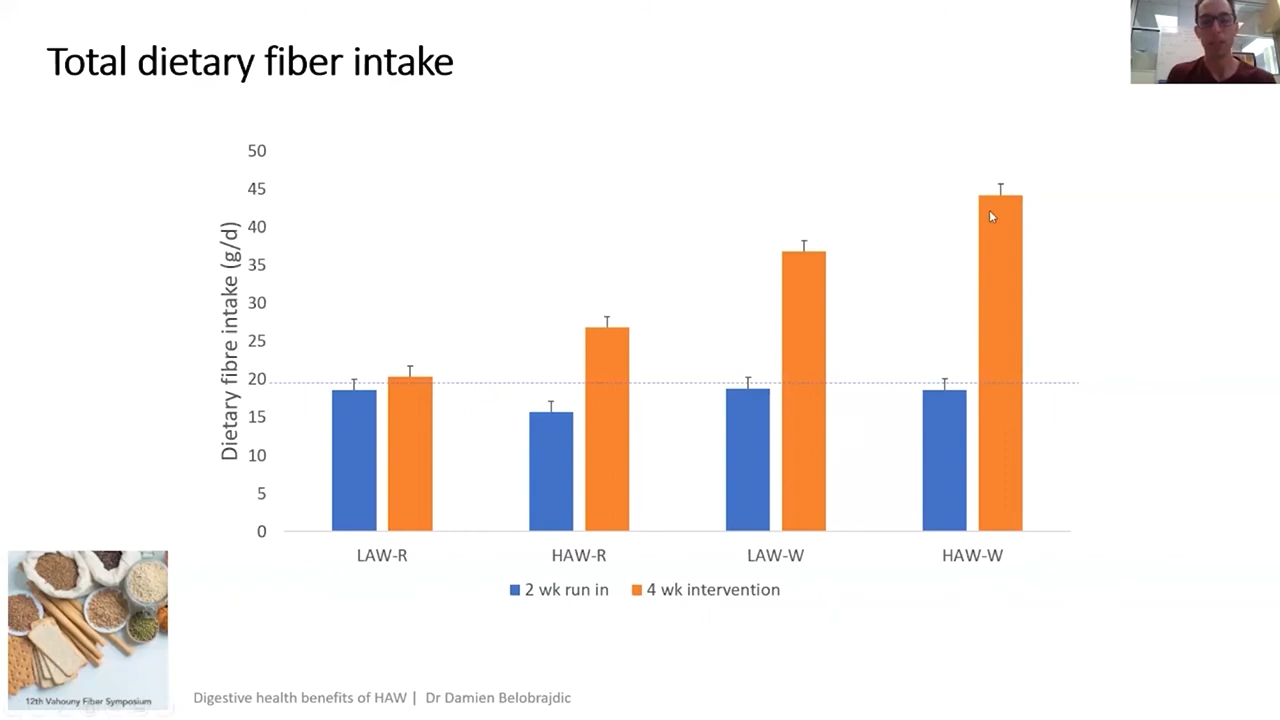 Total dietary fiber intake
Dietary fibre intake (g/d)
50
45
40
35
30
25
20
15
10
5
0
LAW-R HAW-R LAW-W HAW-W
2 wk run in 4 wk intervention
12th Vahouny Fiber Symposium
Digestive health benefits of HAW | Dr Damien Belobrajdic